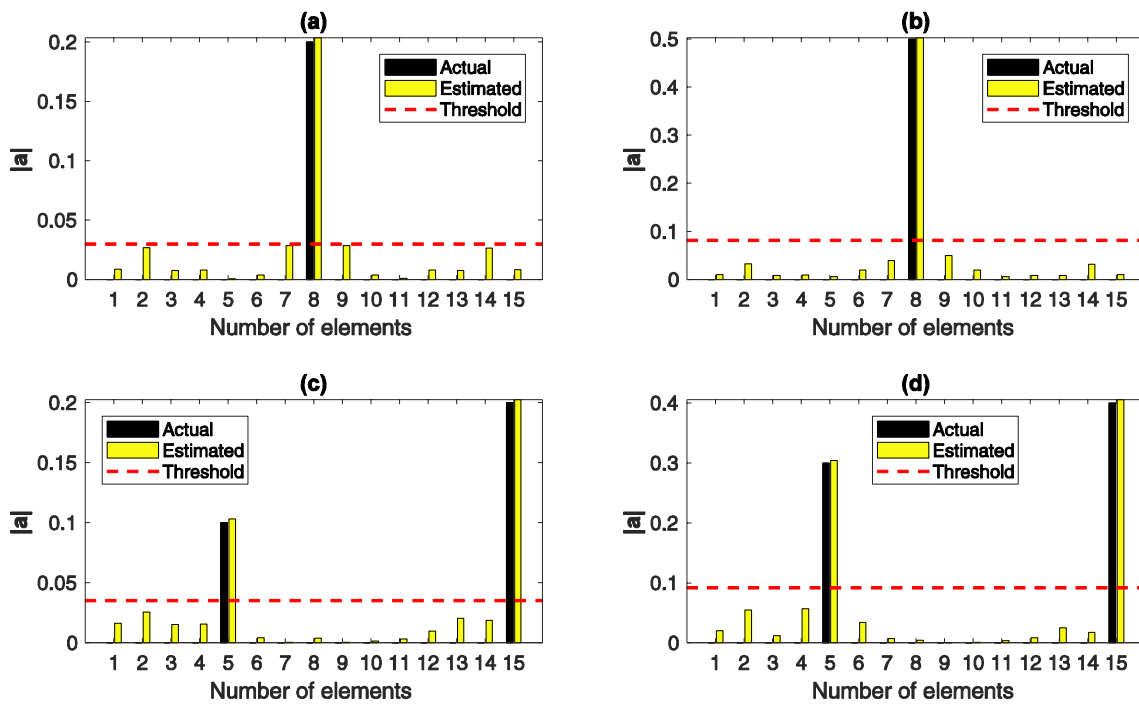 (a)
0.2
0.15
0.1
0.05
0
|a|
Actual
Estimated
Threshold
1 2 3 4 5 6 7 8 9 10 11 12 13 14 15
Number of elements
(b)
0.5
0.4
0.3
0.2
0.1
0
|a|
Actual
Estimated
Threshold
1 2 3 4 5 6 7 8 9 10 11 12 13 14 15
Number of elements
(c)
0.2
0.15
0.1
0.05
0
|a|
Actual
Estimated
Threshold
1 2 3 4 5 6 7 8 9 10 11 12 13 14 15
Number of elements
(d)
0.4
0.3
0.2
0.1
0
|a|
Actual
Estimated
Threshold
1 2 3 4 5 6 7 8 9 10 11 12 13 14 15
Number of elements